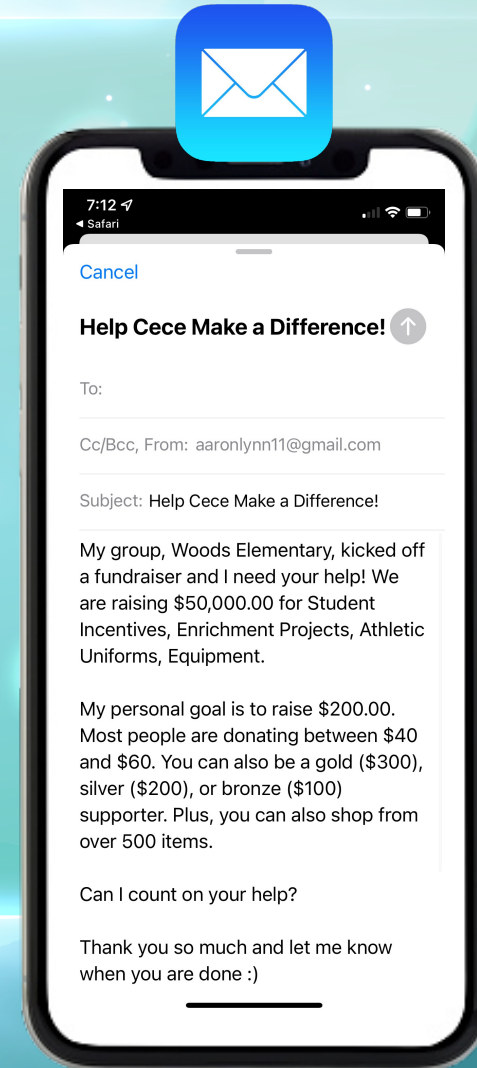 7:12
◀ Safari
Cancel
Help Cece Make a Difference!
To:
Cc/Bcc, From: aaronlynn11@gmail.com
Subject: Help Cece Make a Difference!
My group, Woods Elementary, kicked off
a fundraiser and I need your help! We
are raising $50,000.00 for Student
Incentives, Enrichment Projects, Athletic
Uniforms, Equipment.
My personal goal is to raise $200.00.
Most people are donating between $40
and $60. You can also be a gold ($300),
silver ($200), or bronze ($100)
supporter. Plus, you can also shop from
over 500 items.
Can I count on your help?
Thank you so much and let me know
when you are done :)